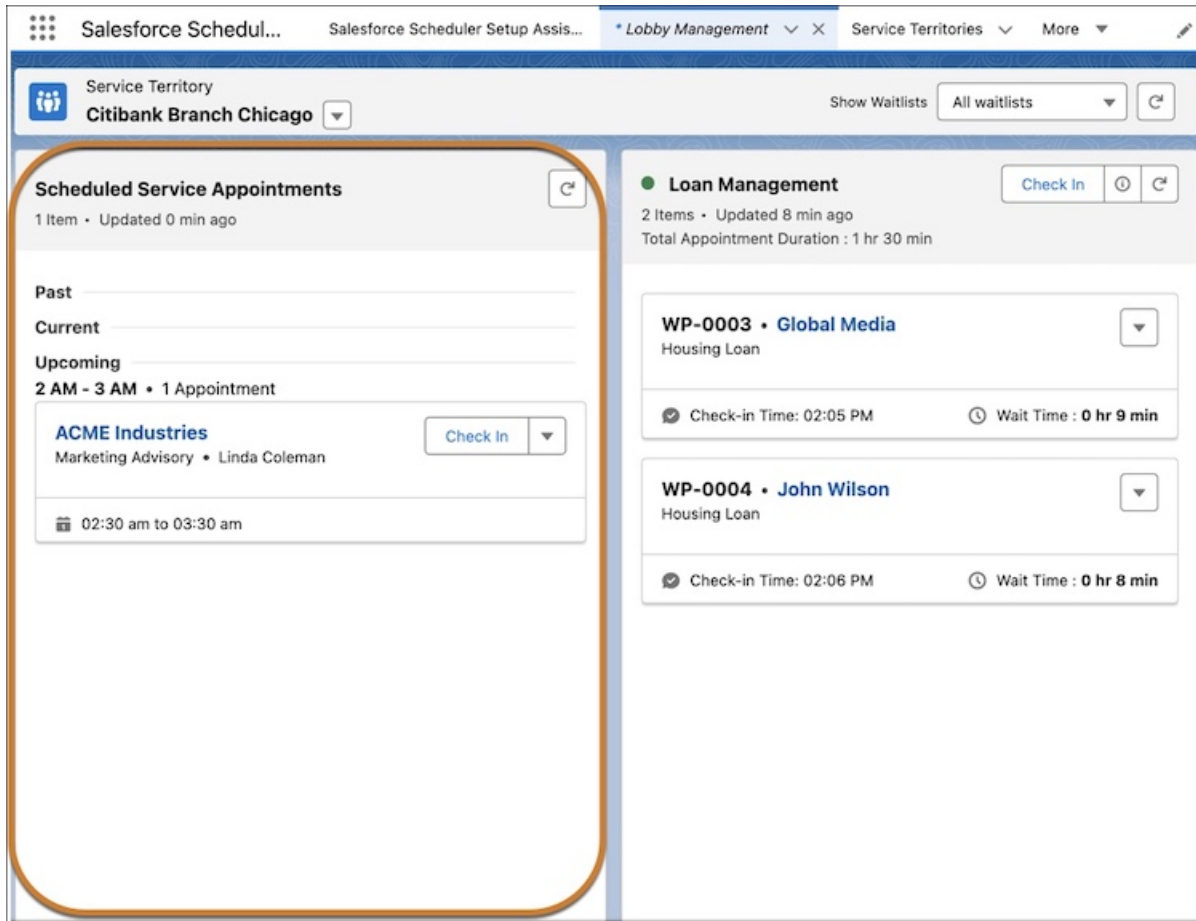 Salesforce Schedul...
Salesforce Scheduler Setup Assis...
* Lobby Management
Service Territories
More
Service Territory
Citibank Branch Chicago
Show Waitlists
All waitlists
Scheduled Service Appointments
1 Item • Updated 0 min ago
Past
Current
Upcoming
2 AM - 3 AM • 1 Appointment
ACME Industries
Check In
Marketing Advisory • Linda Coleman
02:30 am to 03:30 am
Loan Management
Check In
2 Items • Updated 8 min ago
Total Appointment Duration : 1 hr 30 min
WP-0003 • Global Media
Housing Loan
Check-in Time: 02:05 PM
Wait Time : 0 hr 9 min
WP-0004 • John Wilson
Housing Loan
Check-in Time: 02:06 PM
Wait Time : 0 hr 8 min